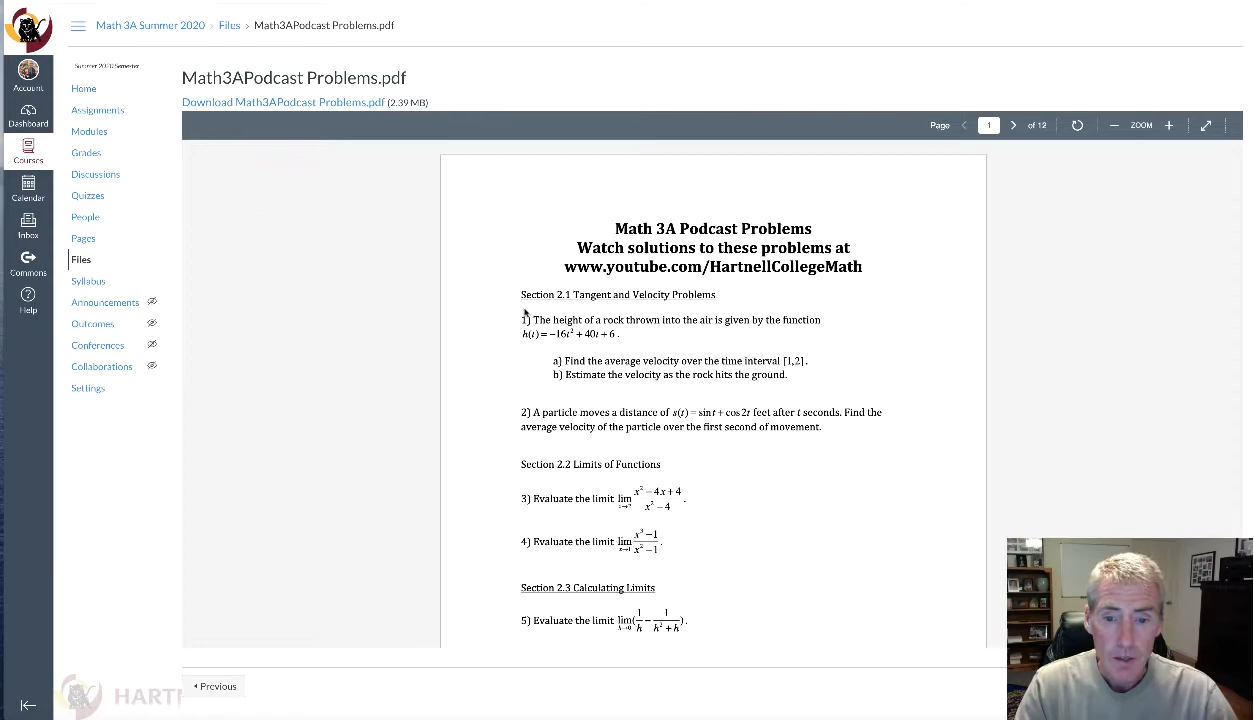 Math 3A Summer 2020 › Files › Math3APodcast Problems.pdf
Account
Dashboard
Courses
Calendar
Inbox
Commons
Help
Summer 2020 Semester
Home
Assignments
Modules
Grades
Discussions
Quizzes
People
Pages
Files
Syllabus
Announcements
Outcomes
Conferences
Collaborations
Settings
Math3APodcast Problems.pdf
Download Math3APodcast Problems.pdf (2.39 MB)
Page 1 of 12 ZOOM
Math 3A Podcast Problems
Watch solutions to these problems at
www.youtube.com/HartnellCollegeMath
Section 2.1 Tangent and Velocity Problems
1) The height of a rock thrown into the air is given by the function
h(t) = −16t² + 40t + 6 .
a) Find the average velocity over the time interval [1,2] .
b) Estimate the velocity as the rock hits the ground.
2) A particle moves a distance of s(t) = sin t + cos 2t feet after t seconds. Find the
average velocity of the particle over the first second of movement.
Section 2.2 Limits of Functions
3) Evaluate the limit lim x→2 (x² − 4x + 4)/(x² − 4) .
4) Evaluate the limit lim x→1 (x³ − 1)/(x² − 1) .
Section 2.3 Calculating Limits
5) Evaluate the limit lim h→0 (1/h − 1/(h² + h)) .
Previous
HART